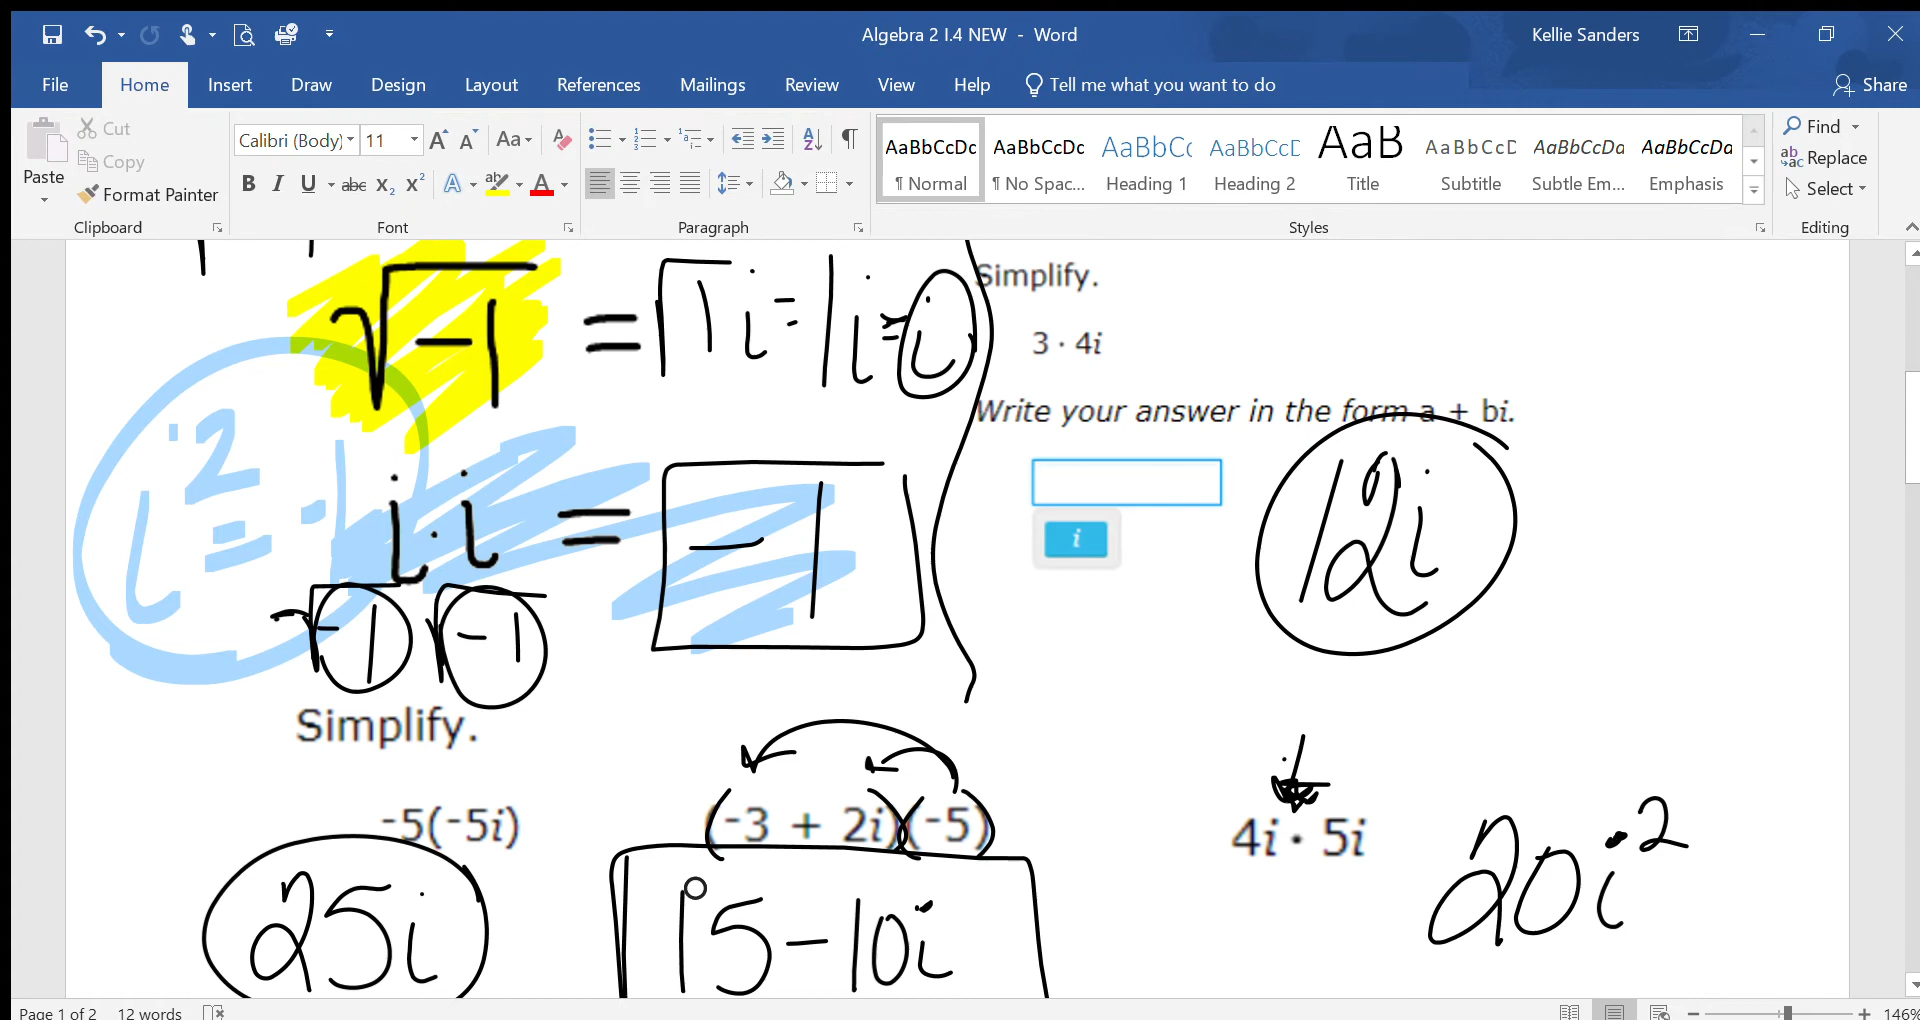 Algebra 2 I.4 NEW - Word
Kellie Sanders
File Home Insert Draw Design Layout References Mailings Review View Help Tell me what you want to do Share
Paste Cut Copy Format Painter
Calibri (Body) 11
AaBbCcDc AaBbCcDc AaBbCc AaBbCcD AaB AaBbCcD AaBbCcDa AaBbCcDa
¶ Normal ¶ No Spac... Heading 1 Heading 2 Title Subtitle Subtle Em... Emphasis
Find Replace Select
Clipboard Font Paragraph Styles Editing
√-1 = √1 i = 1i = i
i² = -1
i · i = -1
√-1 √-1
Simplify.
3 · 4i
Write your answer in the form a + bi.
i
12i
Simplify.
-5(-5i)
25i
(-3 + 2i)(-5)
15 - 10i
4i · 5i
20i²
Page 1 of 2 12 words 146%